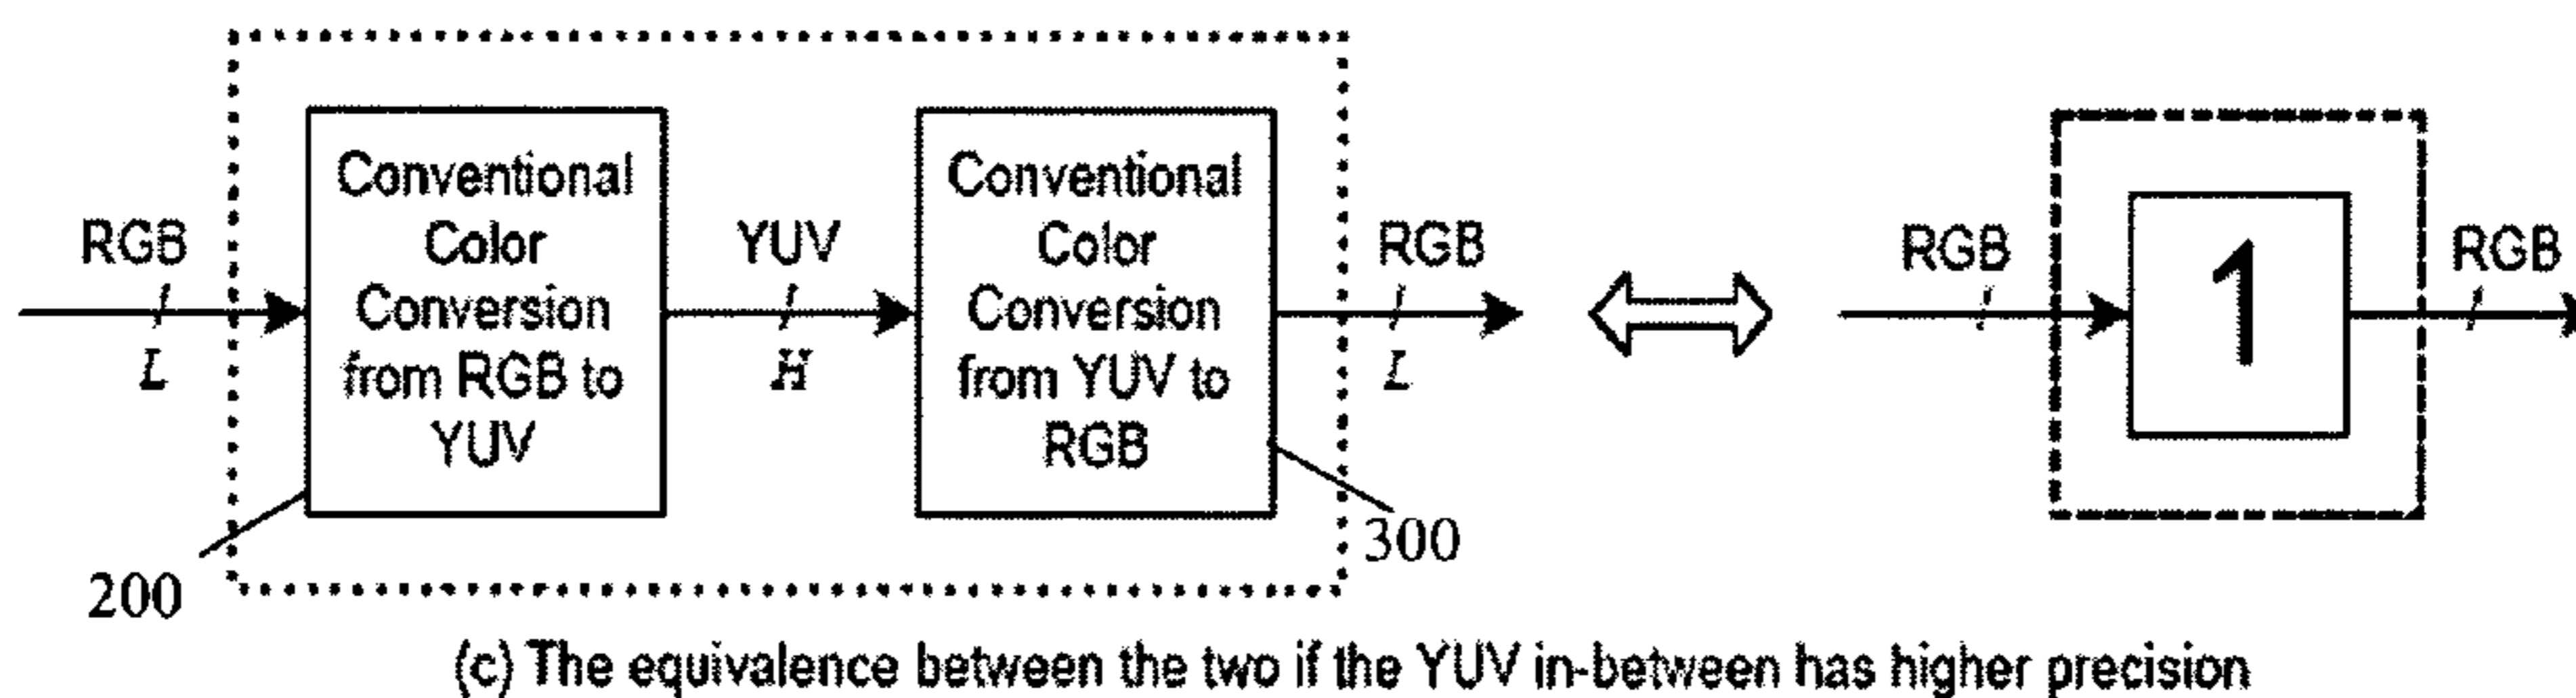 RGB
L
Conventional
Color
Conversion
from RGB to
YUV
YUV
H
Conventional
Color
Conversion
from YUV to
RGB
RGB
L
RGB
1
RGB
200
300
(c) The equivalence between the two if the YUV in-between has higher precision